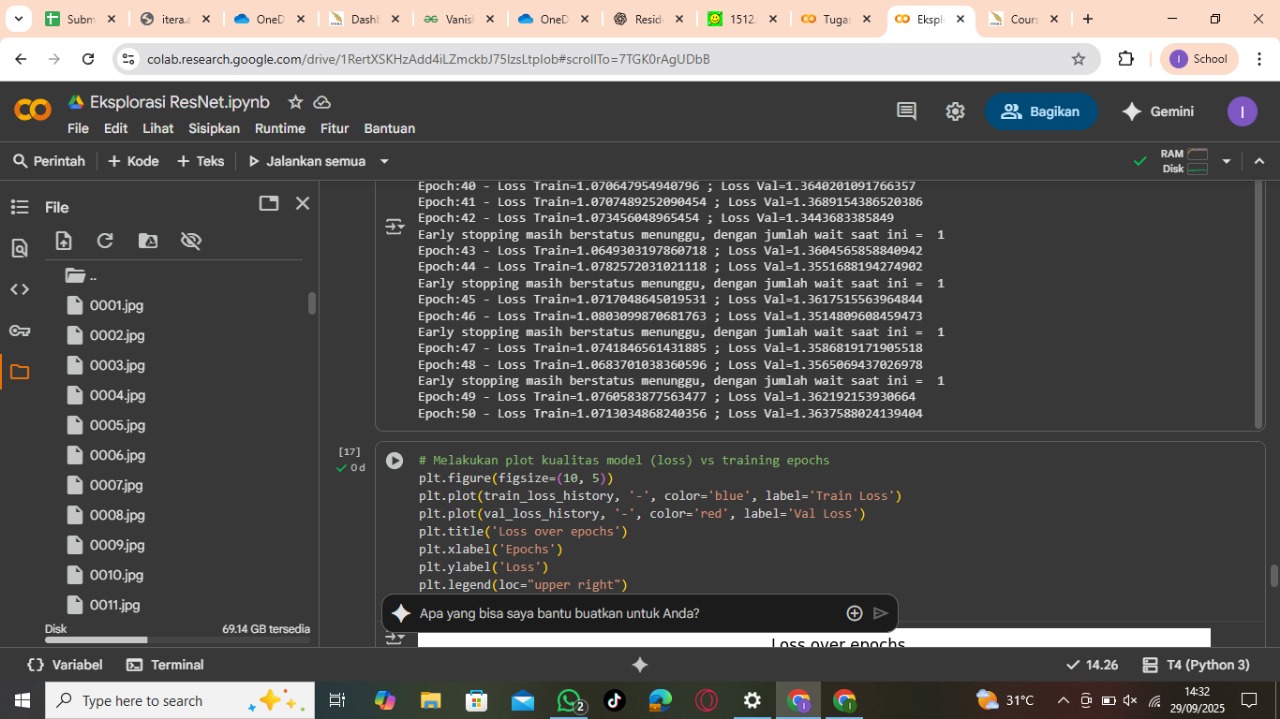 Subm
itera.a
OneD
Dashb
Vanish
OneD
Resid
1512
Tugas
Ekspl
Cours
colab.research.google.com/drive/1RertXSKHzAdd4iLZmckbJ75IzsLtpIob#scrollTo=7TGK0rAgUDbB
School
Eksplorasi ResNet.ipynb
Bagikan
Gemini
I
File Edit Lihat Sisipkan Runtime Fitur Bantuan
Perintah + Kode + Teks Jalankan semua
RAM
Disk
File
..
0001.jpg
0002.jpg
0003.jpg
0004.jpg
0005.jpg
0006.jpg
0007.jpg
0008.jpg
0009.jpg
0010.jpg
0011.jpg
Disk 69.14 GB tersedia
Epoch:40 - Loss Train=1.070647954940796 ; Loss Val=1.3640201091766357
Epoch:41 - Loss Train=1.0707489252090454 ; Loss Val=1.3689154386520386
Epoch:42 - Loss Train=1.073456048965454 ; Loss Val=1.3443683385849
Early stopping masih berstatus menunggu, dengan jumlah wait saat ini =  1
Epoch:43 - Loss Train=1.0649303197860718 ; Loss Val=1.3604565858840942
Epoch:44 - Loss Train=1.0782572031021118 ; Loss Val=1.3551688194274902
Early stopping masih berstatus menunggu, dengan jumlah wait saat ini =  1
Epoch:45 - Loss Train=1.0717048645019531 ; Loss Val=1.3617515563964844
Epoch:46 - Loss Train=1.0803099870681763 ; Loss Val=1.3514809608459473
Early stopping masih berstatus menunggu, dengan jumlah wait saat ini =  1
Epoch:47 - Loss Train=1.0741846561431885 ; Loss Val=1.3586819171905518
Epoch:48 - Loss Train=1.0683701038360596 ; Loss Val=1.3565069437026978
Early stopping masih berstatus menunggu, dengan jumlah wait saat ini =  1
Epoch:49 - Loss Train=1.0760583877563477 ; Loss Val=1.362192153930664
Epoch:50 - Loss Train=1.0713034868240356 ; Loss Val=1.3637588024139404
[17]
0 d
# Melakukan plot kualitas model (loss) vs training epochs
plt.figure(figsize=(10, 5))
plt.plot(train_loss_history, '-', color='blue', label='Train Loss')
plt.plot(val_loss_history, '-', color='red', label='Val Loss')
plt.title('Loss over epochs')
plt.xlabel('Epochs')
plt.ylabel('Loss')
plt.legend(loc="upper right")
Apa yang bisa saya bantu buatkan untuk Anda?
Loss over epochs
Variabel Terminal
14.26 T4 (Python 3)
Type here to search
2
31°C
14:32
29/09/2025